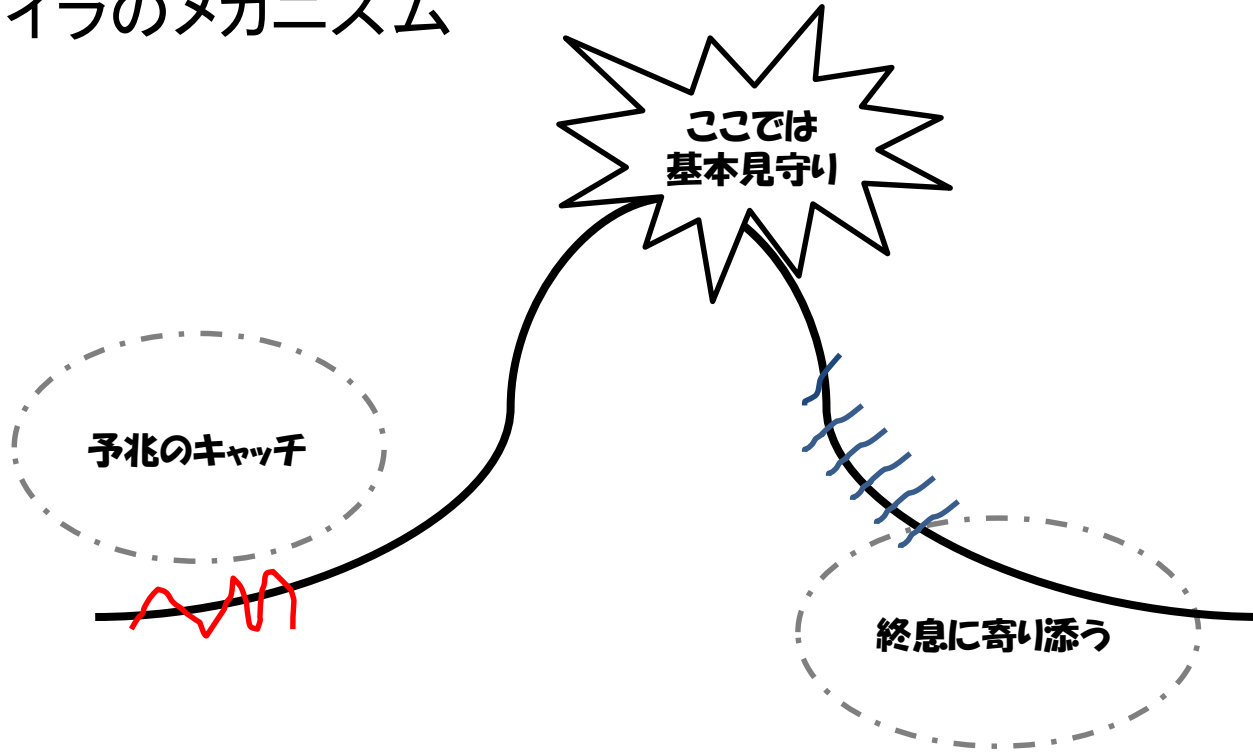 イラのメカニズム
ここでは
基本見守り
予兆のキャッチ
終息に寄り添う